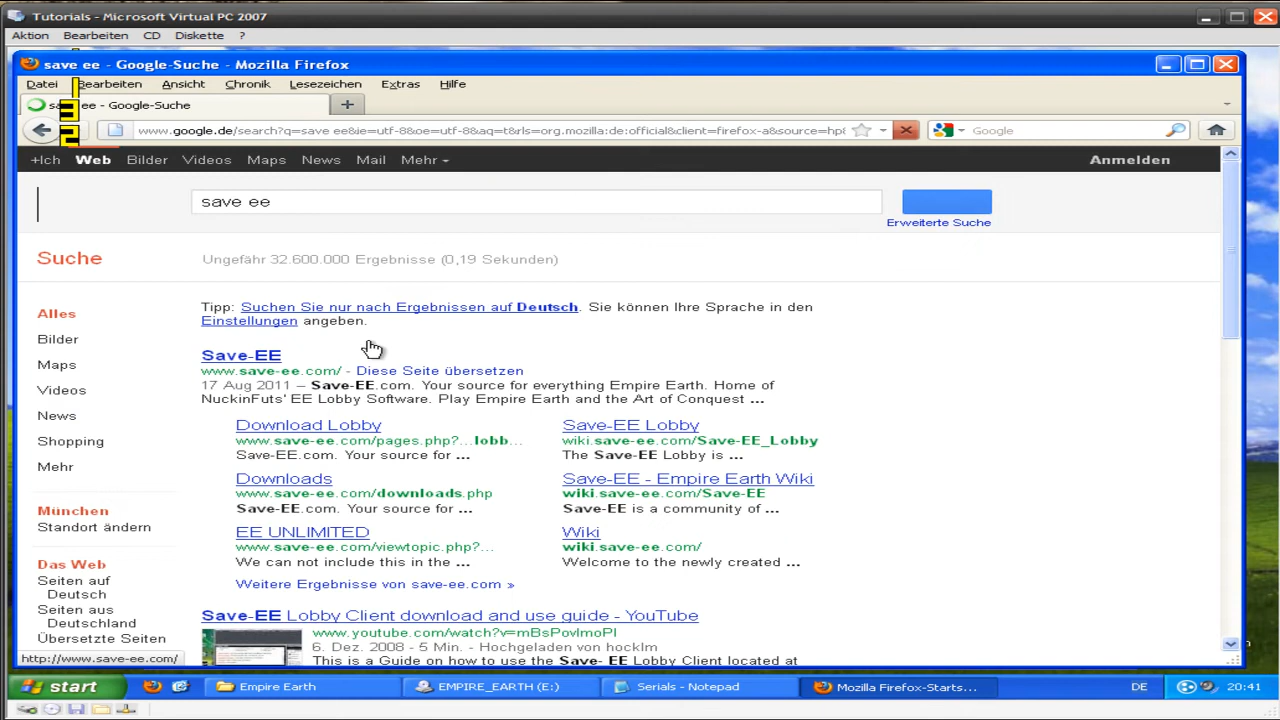 Tutorials - Microsoft Virtual PC 2007
Aktion Bearbeiten CD Diskette ?
save ee - Google-Suche - Mozilla Firefox
Datei Bearbeiten Ansicht Chronik Lesezeichen Extras Hilfe
ee - Google-Suche
3
2
www.google.de/search?q=save ee&ie=utf-8&oe=utf-8&aq=t&rls=org.mozilla:de:official&client=firefox-a&source=hp&
Google
+Ich Web Bilder Videos Maps News Mail Mehr
Anmelden
save ee
Erweiterte Suche
Suche
Ungefähr 32.600.000 Ergebnisse (0,19 Sekunden)
Alles
Bilder
Maps
Videos
News
Shopping
Mehr
München
Standort ändern
Das Web
Seiten auf
Deutsch
Seiten aus
Deutschland
Übersetzte Seiten
Tipp: Suchen Sie nur nach Ergebnissen auf Deutsch. Sie können Ihre Sprache in den
Einstellungen angeben.
Save-EE
www.save-ee.com/ - Diese Seite übersetzen
17 Aug 2011 – Save-EE.com. Your source for everything Empire Earth. Home of
NuckinFuts' EE Lobby Software. Play Empire Earth and the Art of Conquest ...
Download Lobby
www.save-ee.com/pages.php?...lobb...
Save-EE.com. Your source for ...
Save-EE Lobby
wiki.save-ee.com/Save-EE_Lobby
The Save-EE Lobby is ...
Downloads
www.save-ee.com/downloads.php
Save-EE.com. Your source for ...
Save-EE - Empire Earth Wiki
wiki.save-ee.com/Save-EE
Save-EE is a community of ...
EE UNLIMITED
www.save-ee.com/viewtopic.php?...
We can not include this in the ...
Wiki
wiki.save-ee.com/
Welcome to the newly created ...
Weitere Ergebnisse von save-ee.com »
Save-EE Lobby Client download and use guide - YouTube
6. Dez. 2008 - 5 Min. - Hochgeladen von hocklm
This is a Guide on how to use the Save- EE Lobby Client located at
http://www.save-ee.com/
start
Empire Earth
EMPIRE_EARTH (E:)
Serials - Notepad
Mozilla Firefox-Starts...
DE
20:41